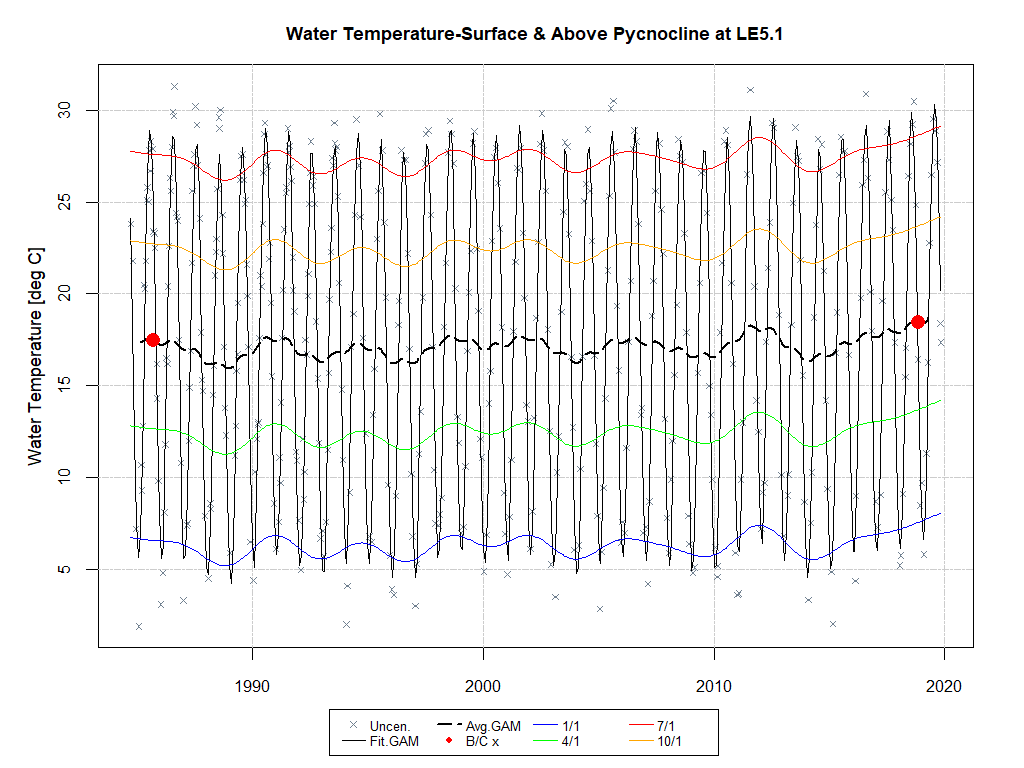 Water Temperature-Surface & Above Pycnocline at LE5.1
Water Temperature [deg C]
30
25
20
15
10
5
1990 2000 2010 2020
Uncen. Avg.GAM 1/1 7/1
Fit.GAM B/C x 4/1 10/1